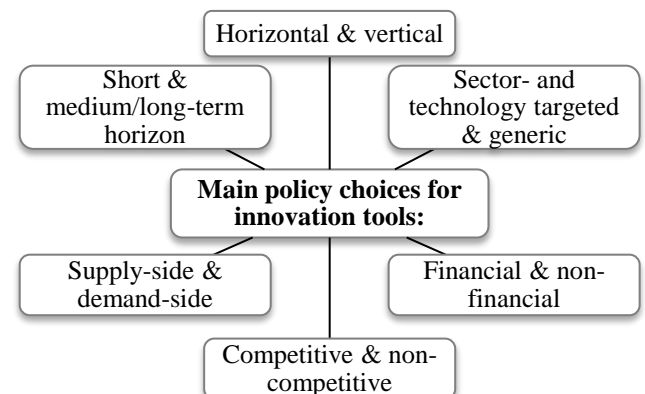 Horizontal & vertical
Short &
medium/long-term
horizon
Sector- and
technology targeted
& generic
Main policy choices for
innovation tools:
Supply-side &
demand-side
Financial & non-
financial
Competitive & non-
competitive